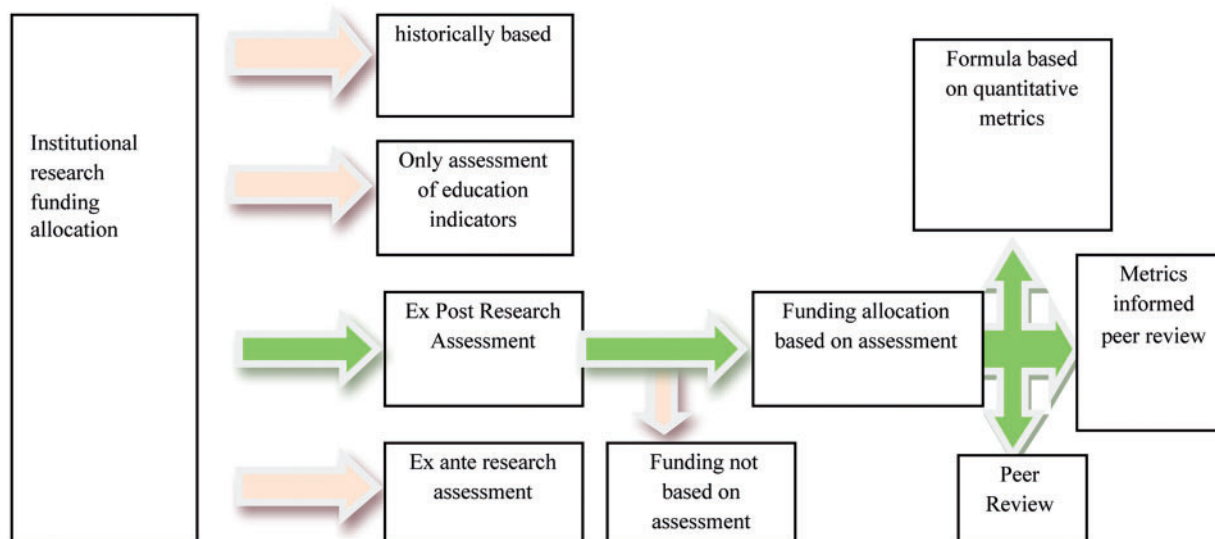 Institutional
research
funding
allocation
historically based
Only assessment
of education
indicators
Ex Post Research
Assessment
Ex ante research
assessment
Funding not
based on
assessment
Funding allocation
based on assessment
Formula based
on quantitative
metrics
Metrics
informed
peer review
Peer
Review